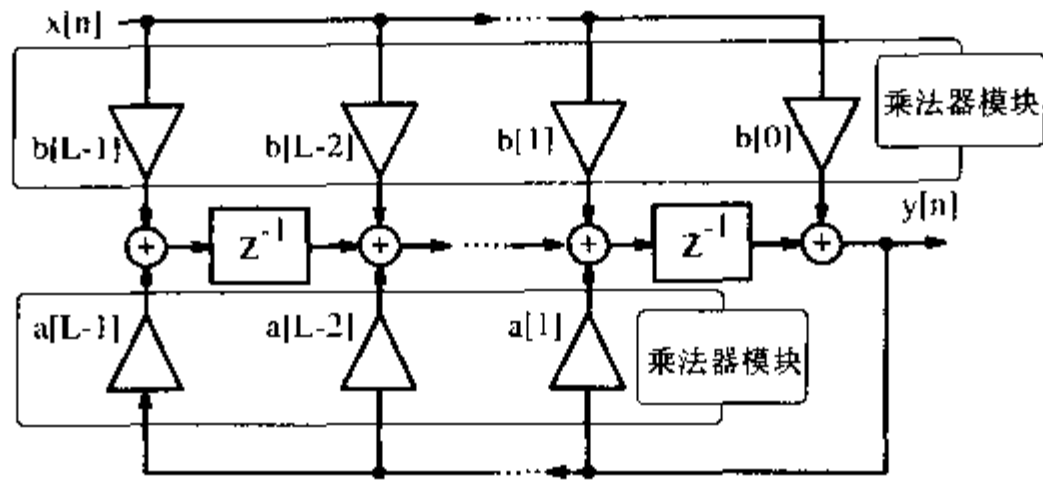 x[n]
乘法器模块
b[L-1]
b[L-2]
b[1]
b[0]
y[n]
+
z⁻¹
+
+
z⁻¹
+
a[L-1]
a[L-2]
a[1]
乘法器模块